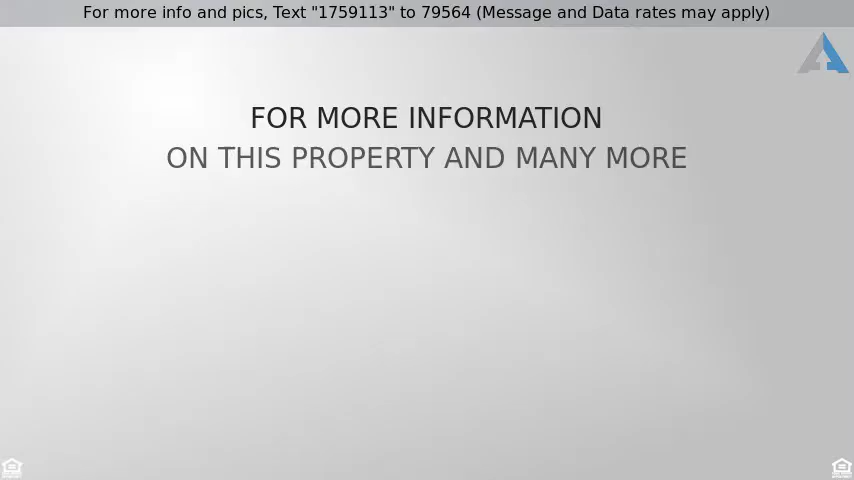 For more info and pics, Text "1759113" to 79564 (Message and Data rates may apply)
FOR MORE INFORMATION
ON THIS PROPERTY AND MANY MORE